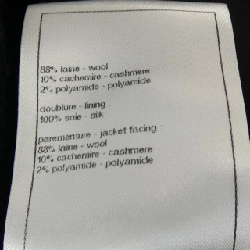 88% laine - wool
10% cachemire - cashmere
2% polyamide - polyamide
doublure - lining
100% soie - silk
parementure - jacket facing
88% laine - wool
10% cachemire - cashmere
2% polyamide - polyamide